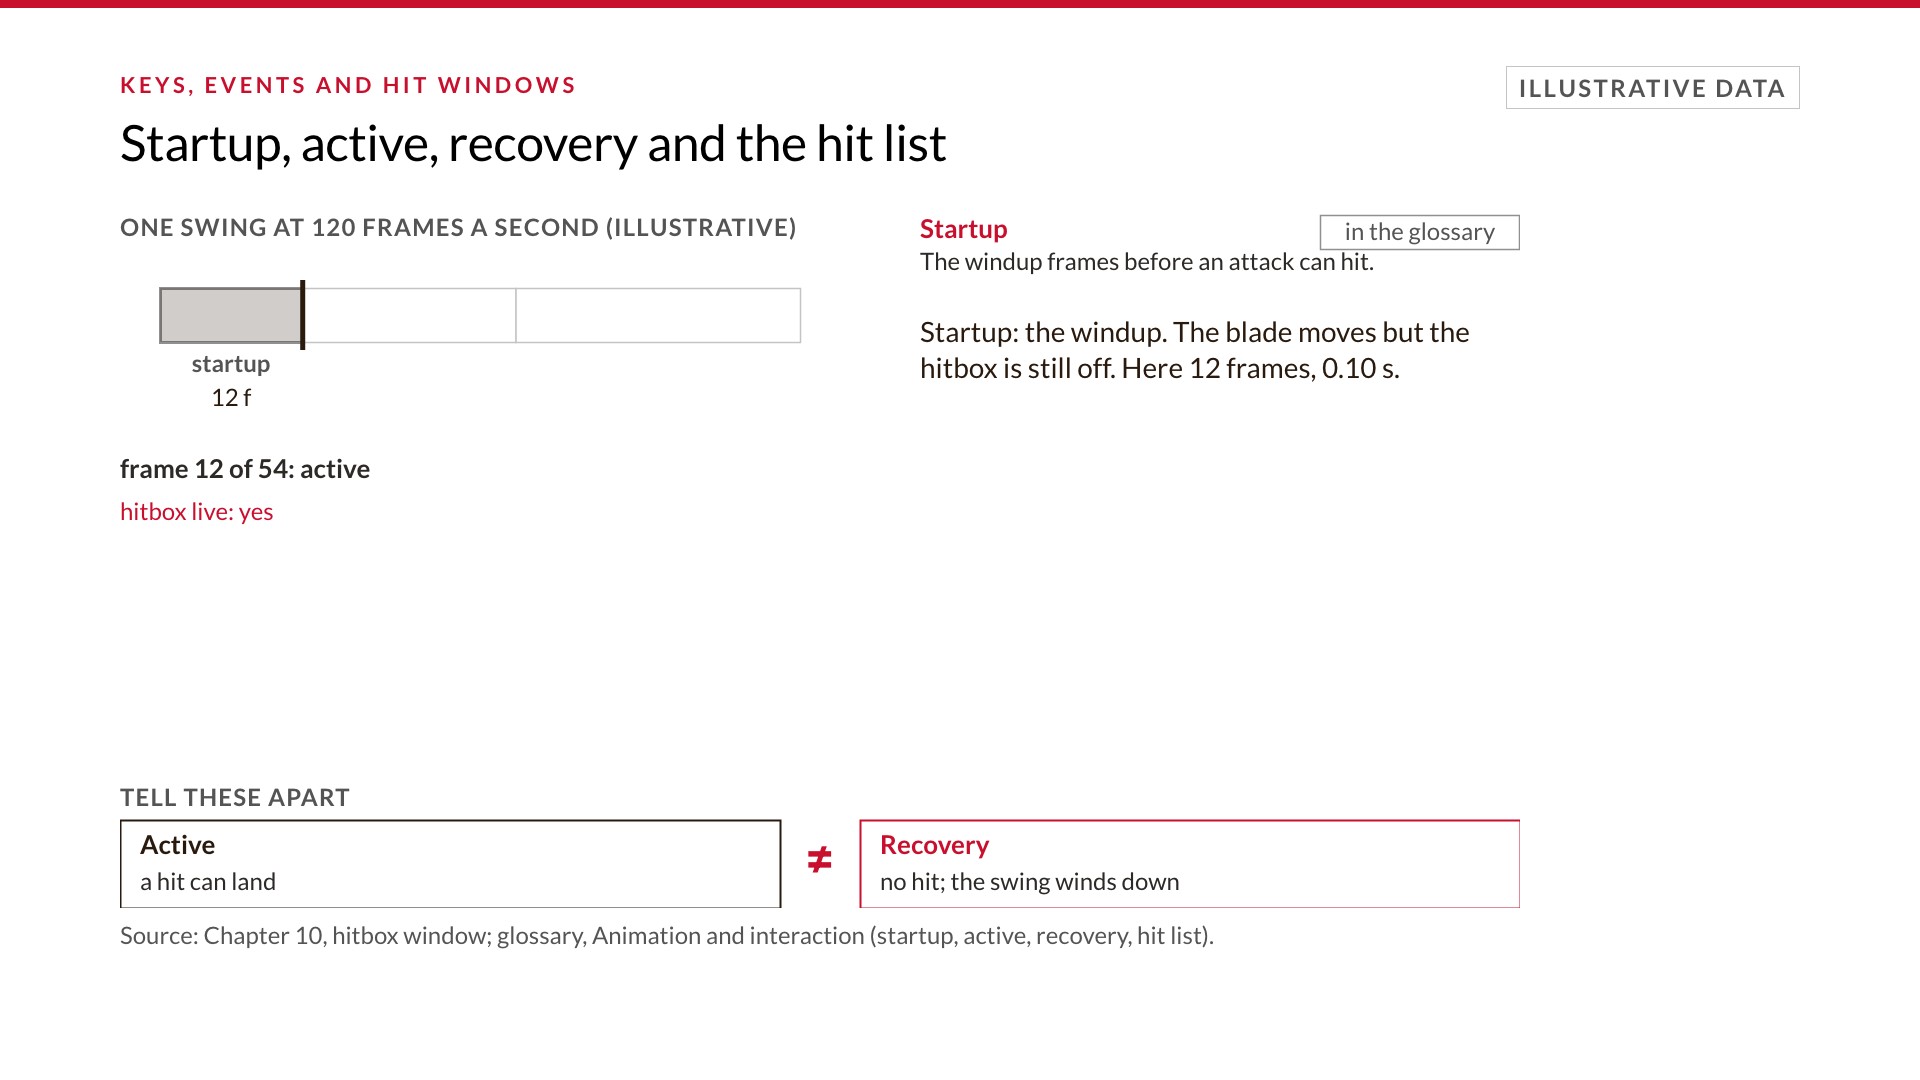 KEYS, EVENTS AND HIT WINDOWS
ILLUSTRATIVE DATA
Startup, active, recovery and the hit list
ONE SWING AT 120 FRAMES A SECOND (ILLUSTRATIVE)
startup
12 f
frame 12 of 54: active
hitbox live: yes
Startup
in the glossary
The windup frames before an attack can hit.
Startup: the windup. The blade moves but the
hitbox is still off. Here 12 frames, 0.10 s.
TELL THESE APART
Active
a hit can land
≠
Recovery
no hit; the swing winds down
Source: Chapter 10, hitbox window; glossary, Animation and interaction (startup, active, recovery, hit list).